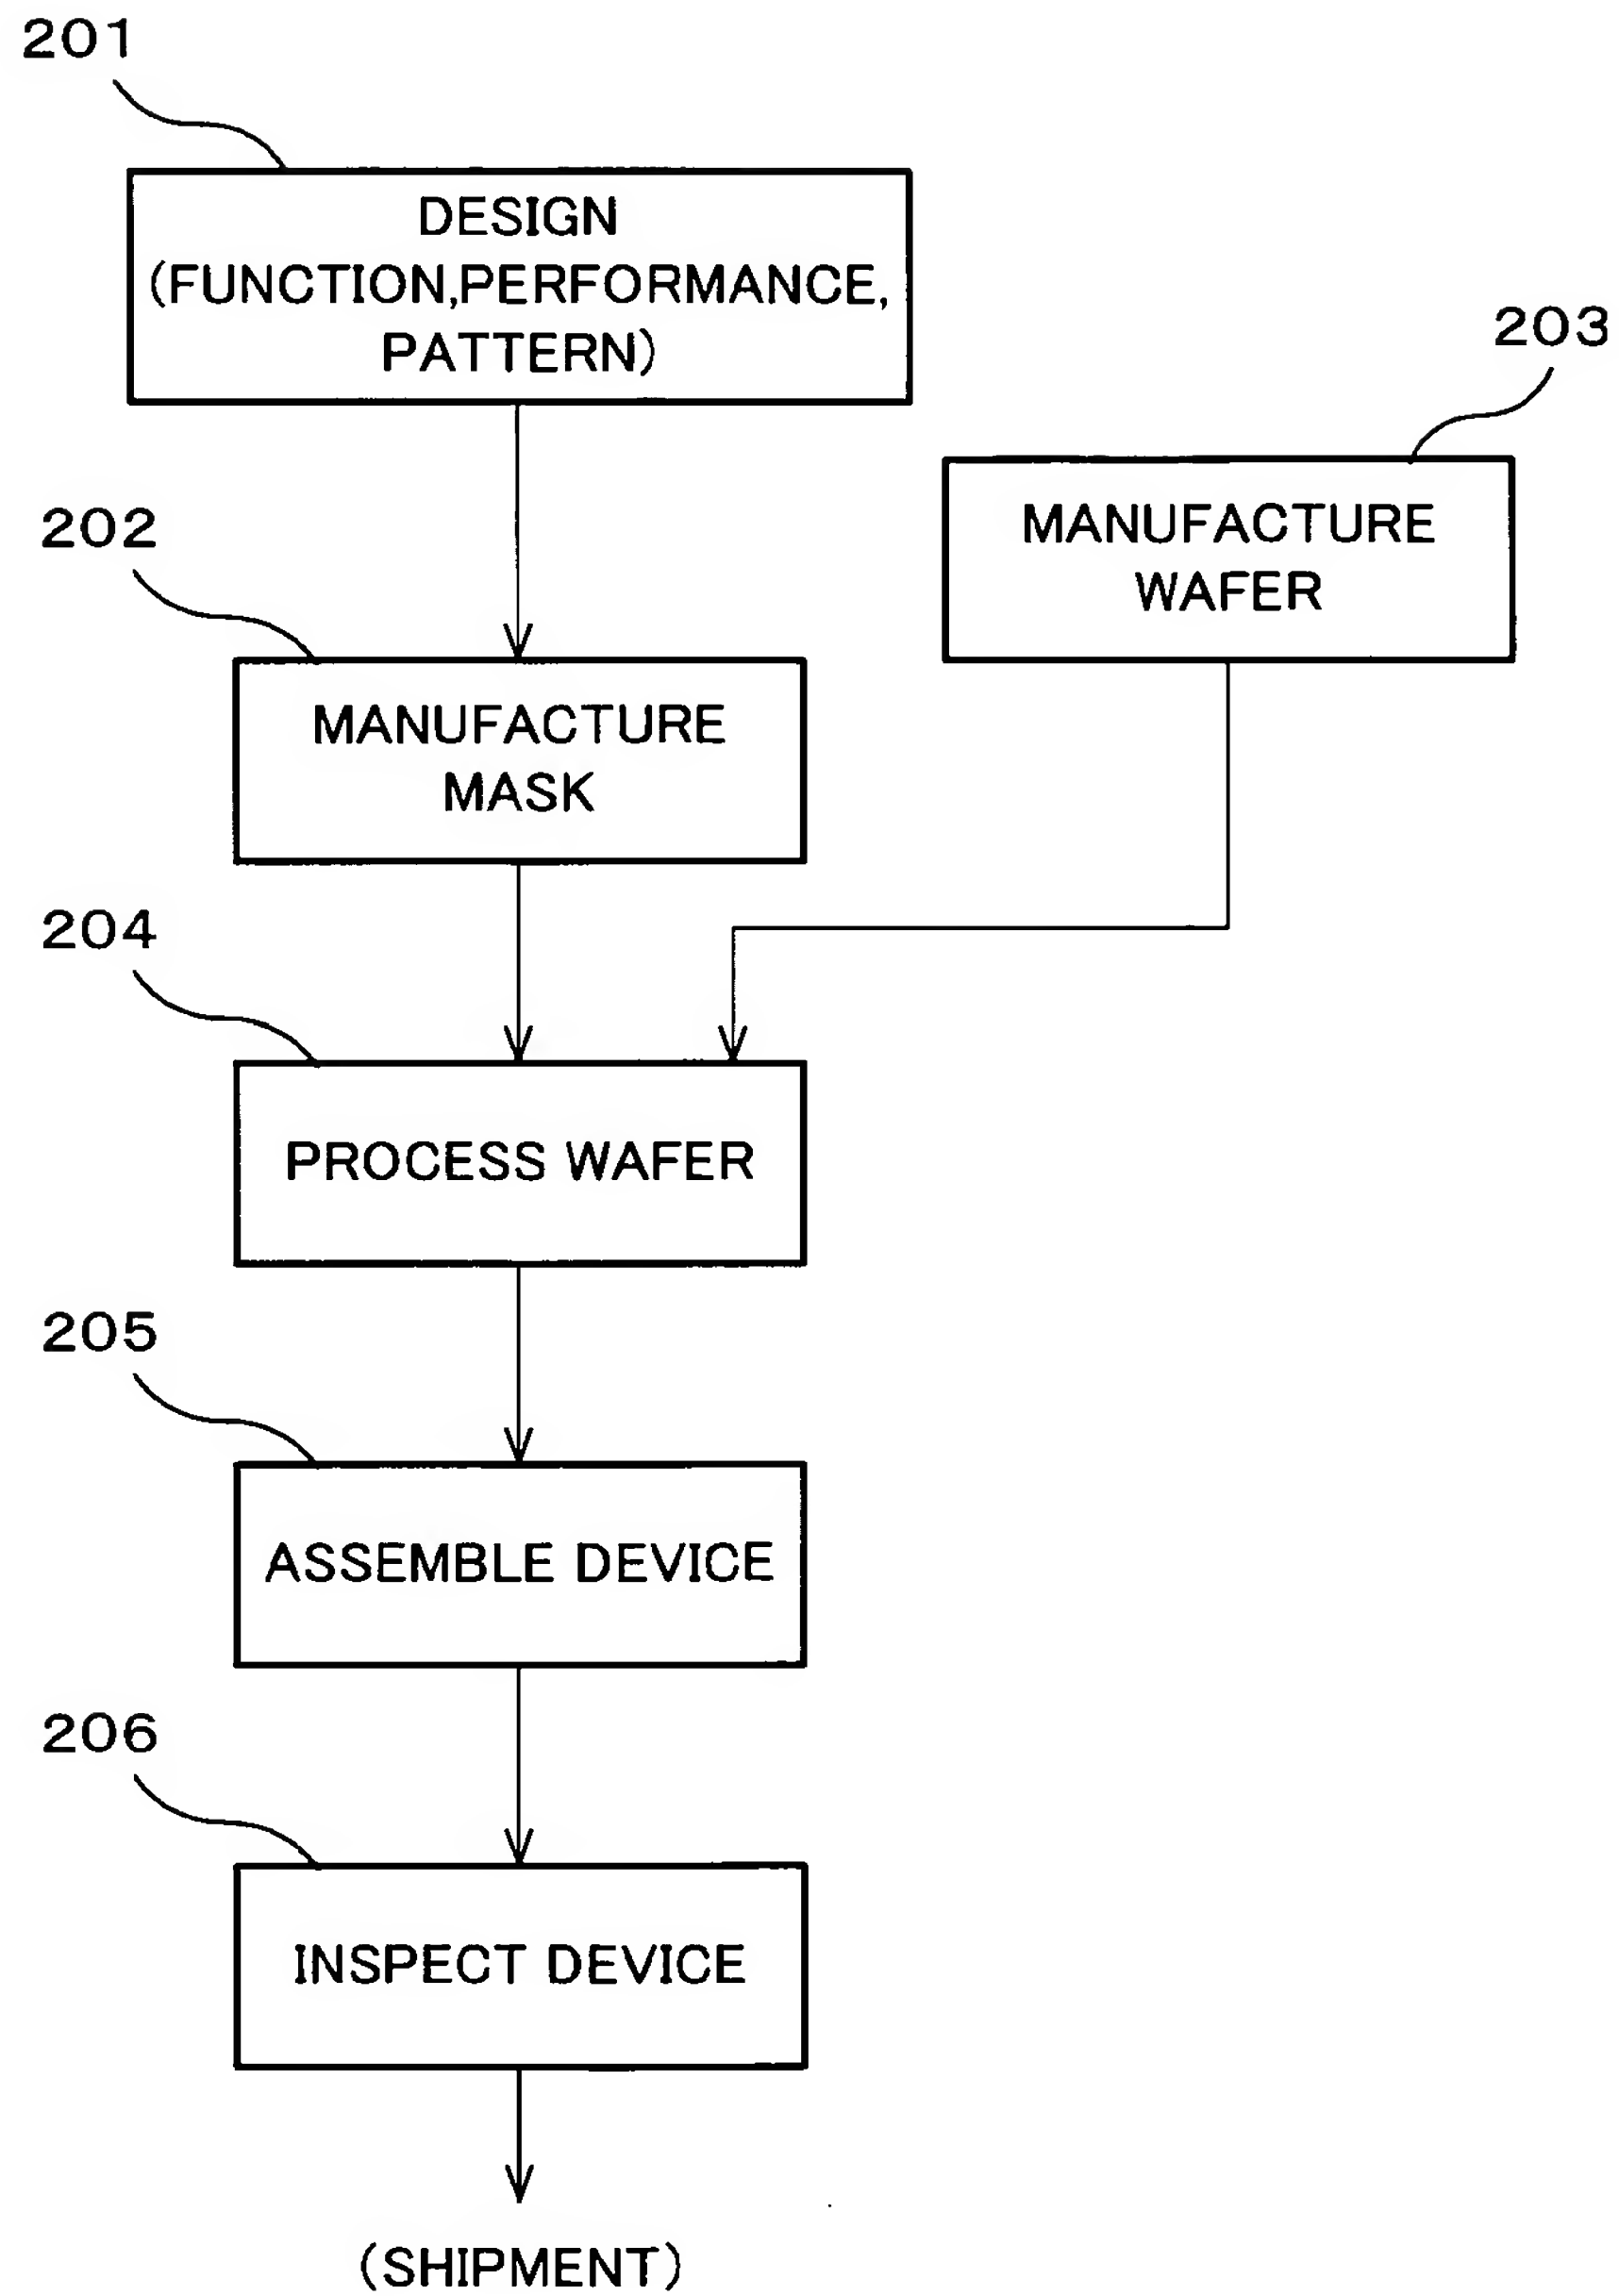 201
DESIGN
(FUNCTION,PERFORMANCE,
PATTERN)
203
MANUFACTURE
WAFER
202
MANUFACTURE
MASK
204
PROCESS WAFER
205
ASSEMBLE DEVICE
206
INSPECT DEVICE
(SHIPMENT)